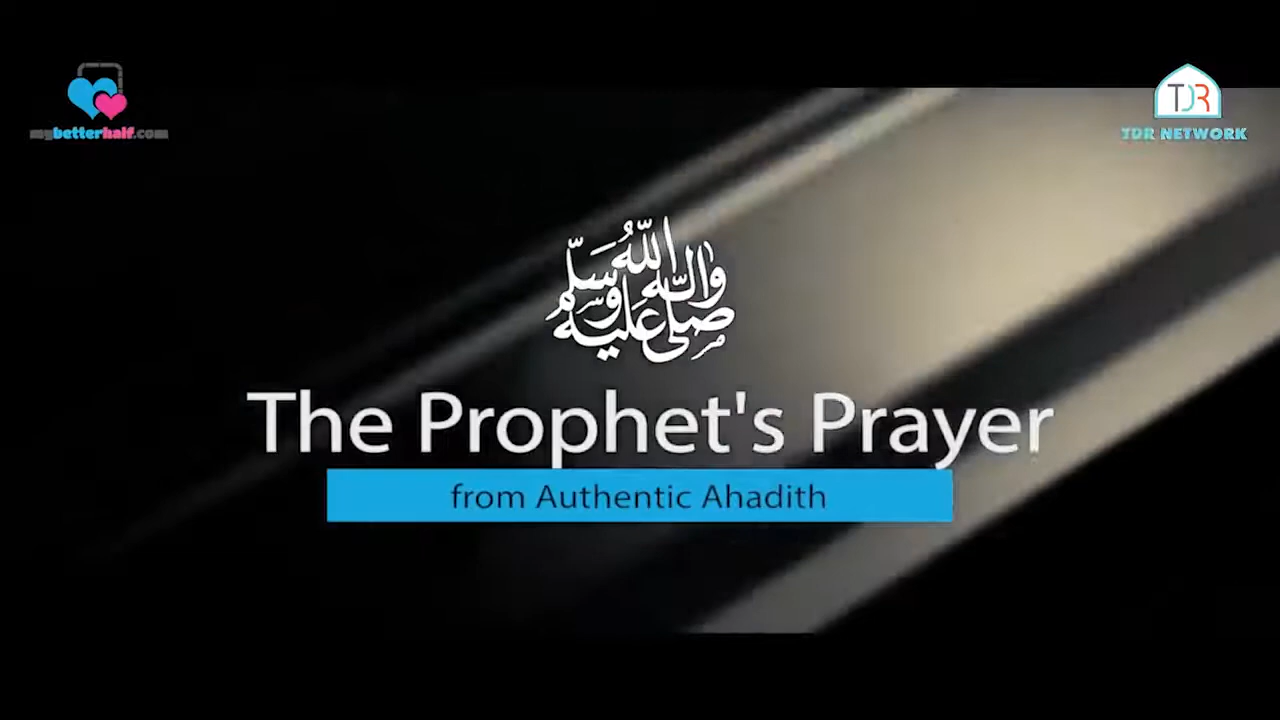 mybetterhalf.com
TDR
TDR NETWORK
صلى الله عليه وآله وسلم
The Prophet's Prayer
from Authentic Ahadith